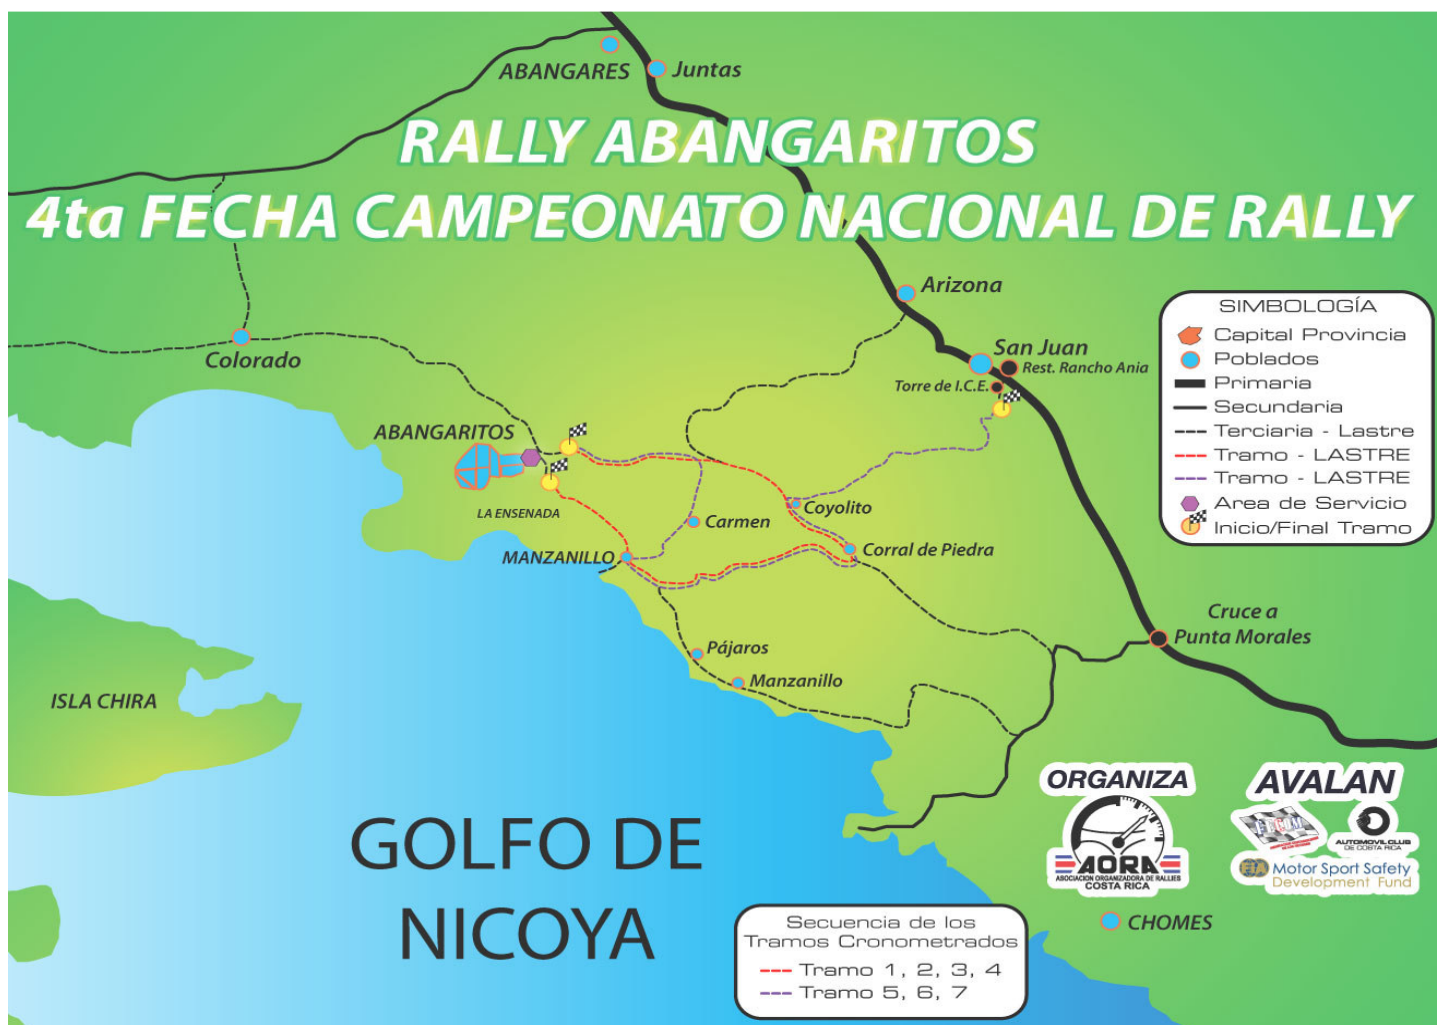 ABANGARES
Juntas
RALLY ABANGARITOS
4ta FECHA CAMPEONATO NACIONAL DE RALLY
Arizona
Colorado
San Juan
Rest. Rancho Ania
Torre de I.C.E.
SIMBOLOGÍA
Capital Provincia
Poblados
Primaria
Secundaria
Terciaria - Lastre
Tramo - LASTRE
Tramo - LASTRE
Area de Servicio
Inicio/Final Tramo
ABANGARITOS
LA ENSENADA
Carmen
Coyolito
MANZANILLO
Corral de Piedra
Cruce a
Punta Morales
Pájaros
Manzanillo
ISLA CHIRA
GOLFO DE
NICOYA
ORGANIZA
AORA
ASOCIACION ORGANIZADORA DE RALLIES
COSTA RICA
AVALAN
AUTOMOVIL CLUB
DE COSTA RICA
FIA Motor Sport Safety
Development Fund
CHOMES
Secuencia de los
Tramos Cronometrados
Tramo 1, 2, 3, 4
Tramo 5, 6, 7